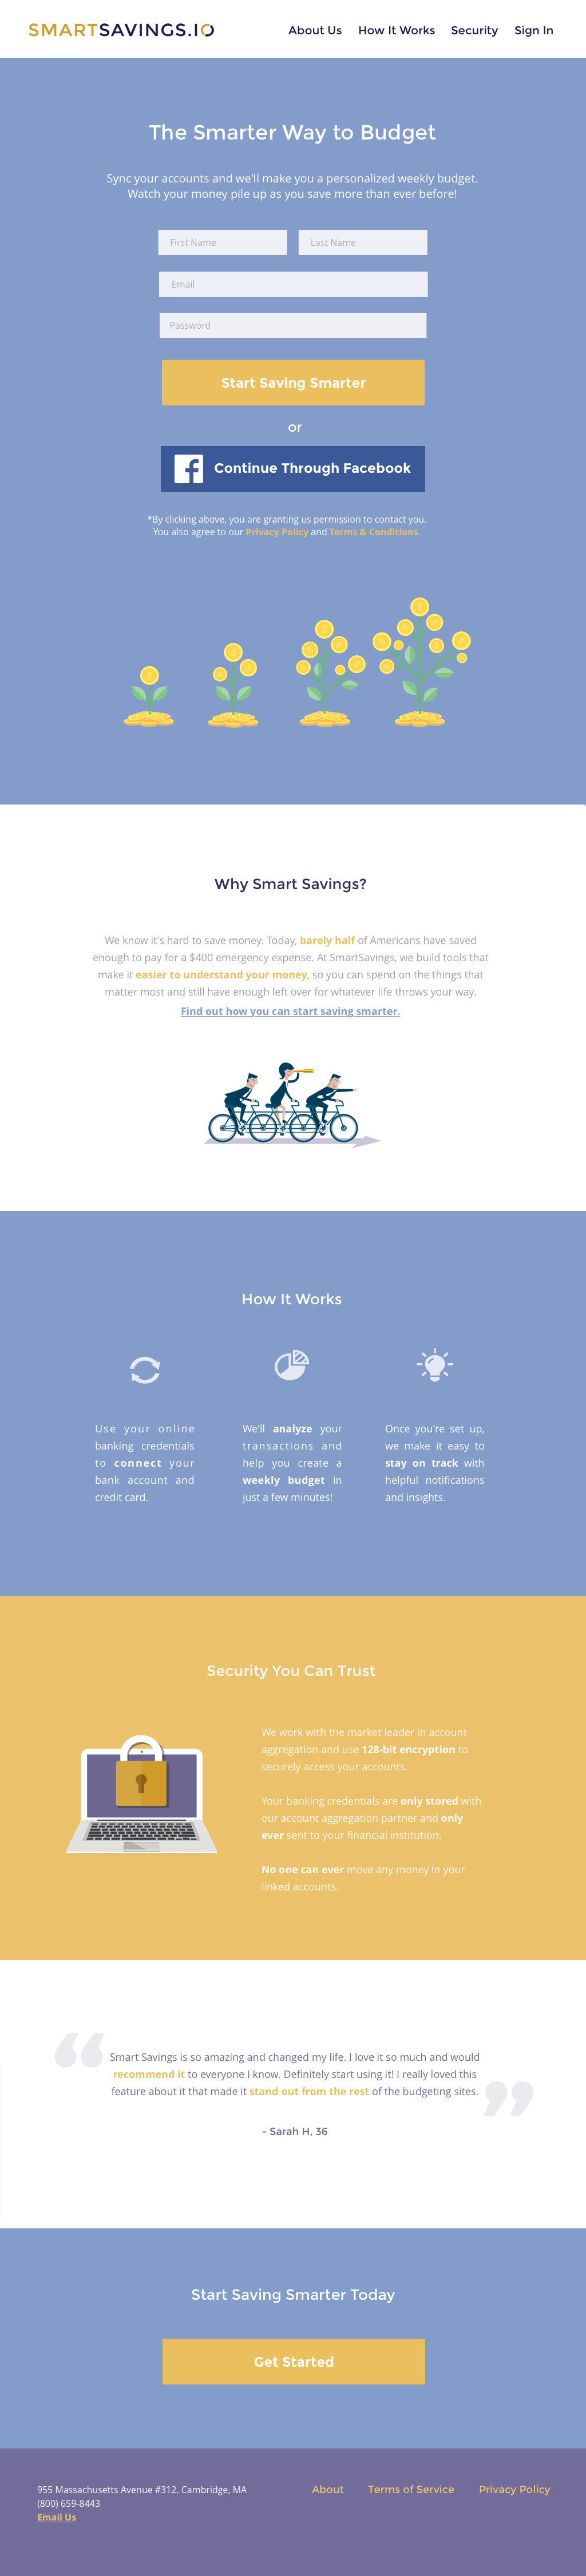 SMARTSAVINGS.IO
About Us How It Works Security Sign In
The Smarter Way to Budget
Sync your accounts and we'll make you a personalized weekly budget.
Watch your money pile up as you save more than ever before!
First Name Last Name
Email
Password
Start Saving Smarter
or
Continue Through Facebook
*By clicking above, you are granting us permission to contact you.
You also agree to our Privacy Policy and Terms & Conditions.
Why Smart Savings?
We know it's hard to save money. Today, barely half of Americans have saved
enough to pay for a $400 emergency expense. At SmartSavings, we build tools that
make it easier to understand your money, so you can spend on the things that
matter most and still have enough left over for whatever life throws your way.
Find out how you can start saving smarter.
How It Works
Use your online
banking credentials
to connect your
bank account and
credit card.
We'll analyze your
transactions and
help you create a
weekly budget in
just a few minutes!
Once you're set up,
we make it easy to
stay on track with
helpful notifications
and insights.
Security You Can Trust
We work with the market leader in account
aggregation and use 128-bit encryption to
securely access your accounts.
Your banking credentials are only stored with
our account aggregation partner and only
ever sent to your financial institution.
No one can ever move any money in your
linked accounts.
Smart Savings is so amazing and changed my life. I love it so much and would
recommend it to everyone I know. Definitely start using it! I really loved this
feature about it that made it stand out from the rest of the budgeting sites.
- Sarah H, 36
Start Saving Smarter Today
Get Started
955 Massachusetts Avenue #312, Cambridge, MA
(800) 659-8443
Email Us
About Terms of Service Privacy Policy